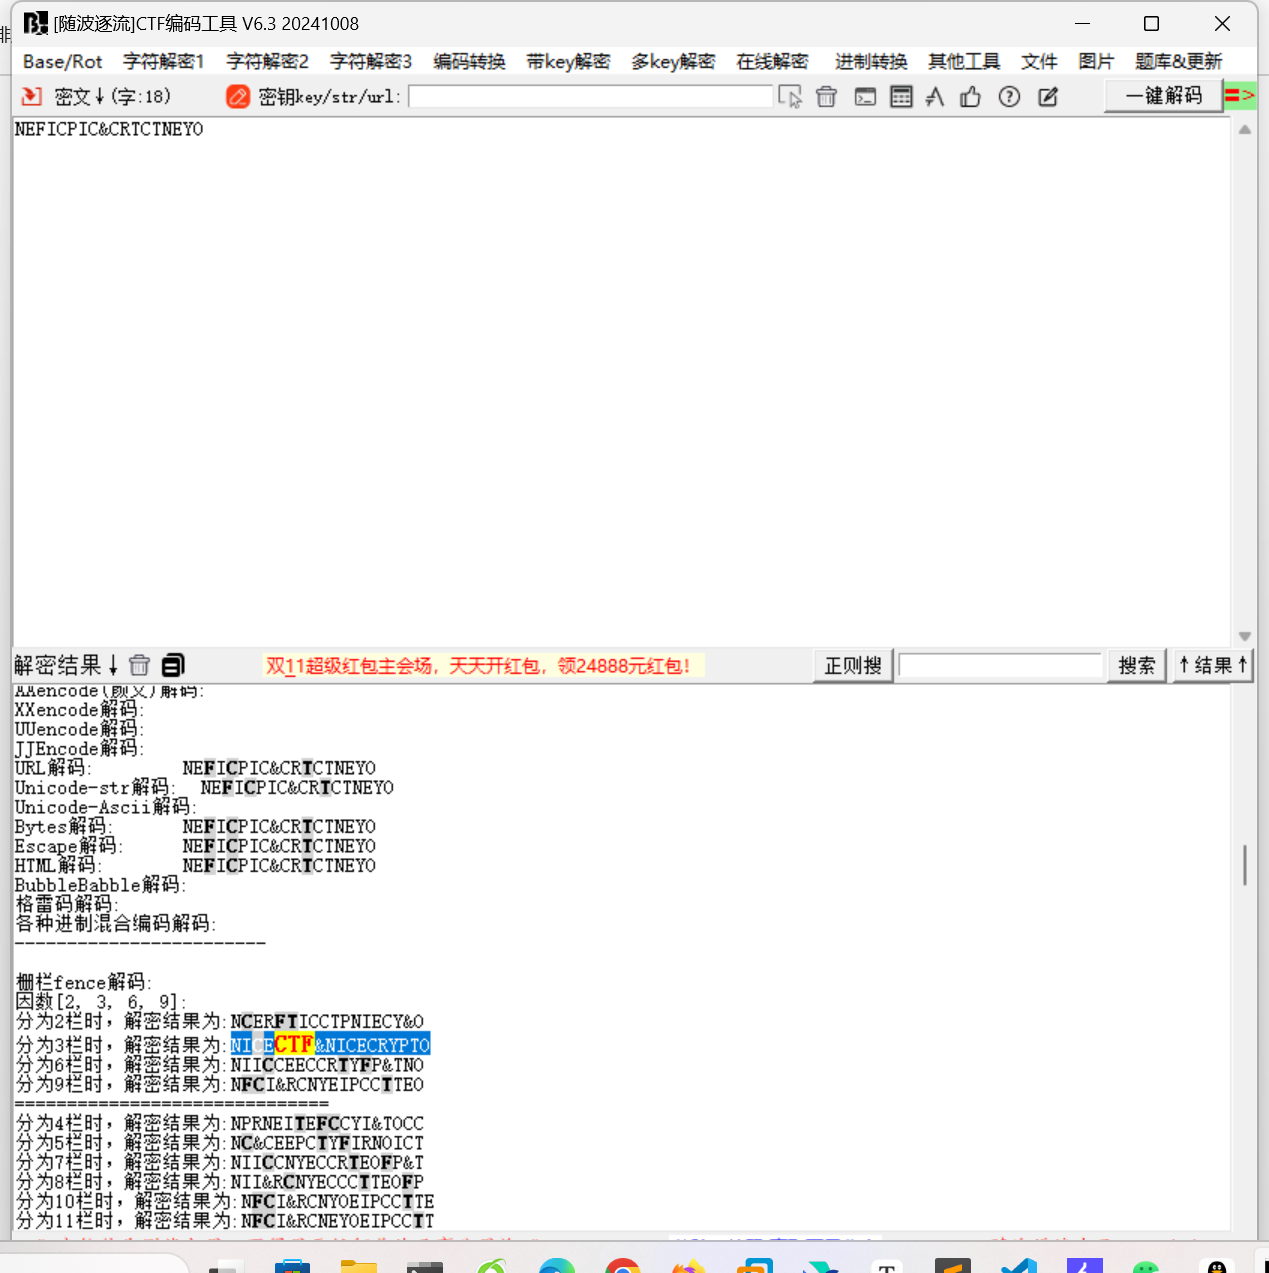 [随波逐流]CTF编码工具 V6.3 20241008
Base/Rot 字符解密1 字符解密2 字符解密3 编码转换 带key解密 多key解密 在线解密 进制转换 其他工具 文件 图片 题库&更新
密文↓(字:18) 密钥key/str/url: 一键解码 =>
NEFICPIC&CRTCTNEYO
解密结果↓ 双11超级红包主会场，天天开红包，领24888元红包! 正则搜 搜索 ↑结果↑
AAencode(颜文)解码:
XXencode解码:
UUencode解码:
JJEncode解码:
URL解码: NEFICPIC&CRTCTNEYO
Unicode-str解码: NEFICPIC&CRTCTNEYO
Unicode-Ascii解码:
Bytes解码: NEFICPIC&CRTCTNEYO
Escape解码: NEFICPIC&CRTCTNEYO
HTML解码: NEFICPIC&CRTCTNEYO
BubbleBabble解码:
格雷码解码:
各种进制混合编码解码:
------------------------
栅栏fence解码:
因数[2, 3, 6, 9]:
分为2栏时，解密结果为:NCERFTICCTPNIECY&O
分为3栏时，解密结果为:NICECTF&NICECRYPTO
分为6栏时，解密结果为:NIICCEECCRTYFP&TNO
分为9栏时，解密结果为:NFCI&RCNYEIPCCTTEO
==============================
分为4栏时，解密结果为:NPRNEITEFCCYI&TOCC
分为5栏时，解密结果为:NC&CEEPCTYFIRNOICT
分为7栏时，解密结果为:NIICCNYECCRTEOFP&T
分为8栏时，解密结果为:NII&RCNYECCCTTEOFP
分为10栏时，解密结果为:NFCI&RCNYOEIPCCTTE
分为11栏时，解密结果为:NFCI&RCNEYOEIPCCTT